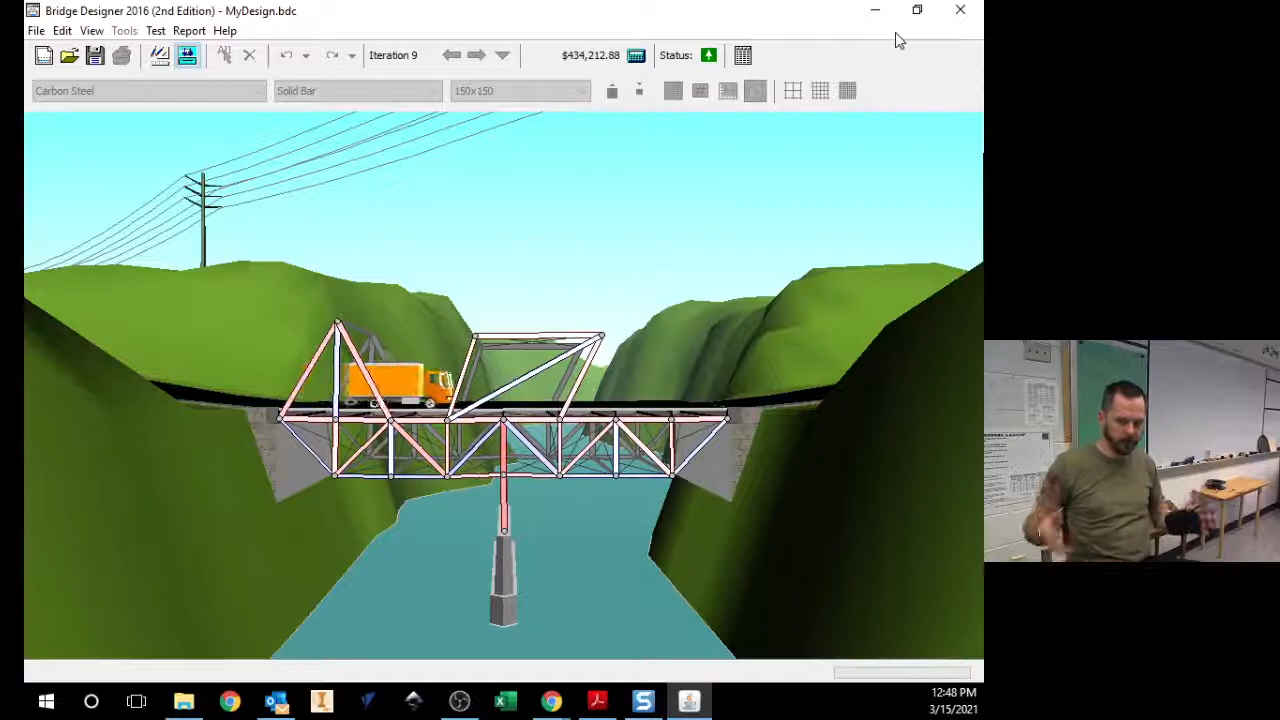 Bridge Designer 2016 (2nd Edition) - MyDesign.bdc
File Edit View Tools Test Report Help
Iteration 9
$434,212.88
Status:
Carbon Steel
Solid Bar
150x150
12:48 PM
3/15/2021